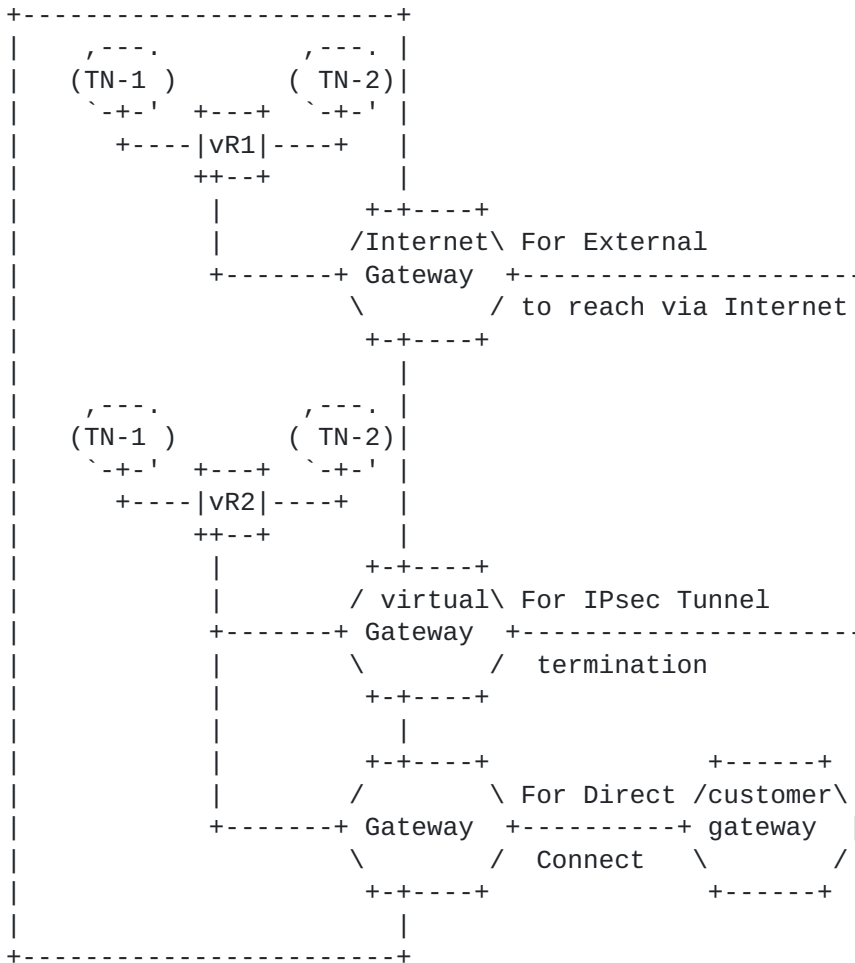 (TN-1 ) ( TN-2)
vR1
Internet For External
Gateway
to reach via Internet
(TN-1 ) ( TN-2)
vR2
virtual For IPsec Tunnel
Gateway
termination
For Direct customer
Gateway gateway
Connect